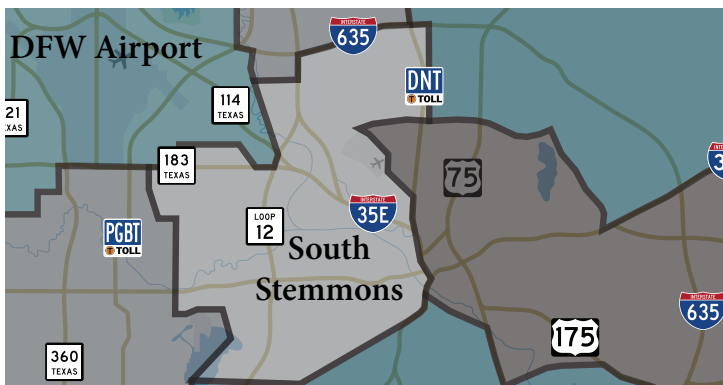 DFW Airport
INTERSTATE
635
DNT
TOLL
114
TEXAS
21
EXAS
183
TEXAS
75
INTERSTATE
35E
LOOP
12
PGBT
TOLL
South
Stemmons
INTERSTATE
635
175
360
TEXAS